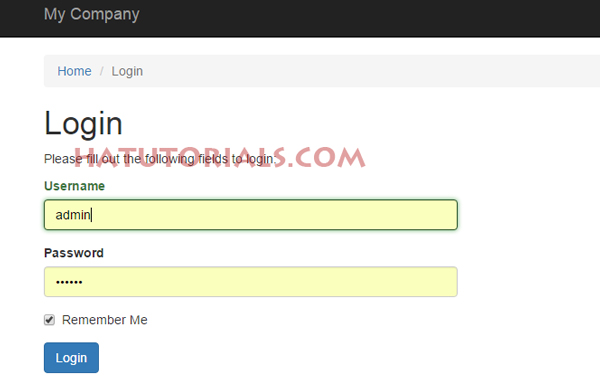 My Company
Home / Login
Login
Please fill out the following fields to login:
HATUTORIALS.COM
Username
admin
Password
••••••
Remember Me
Login